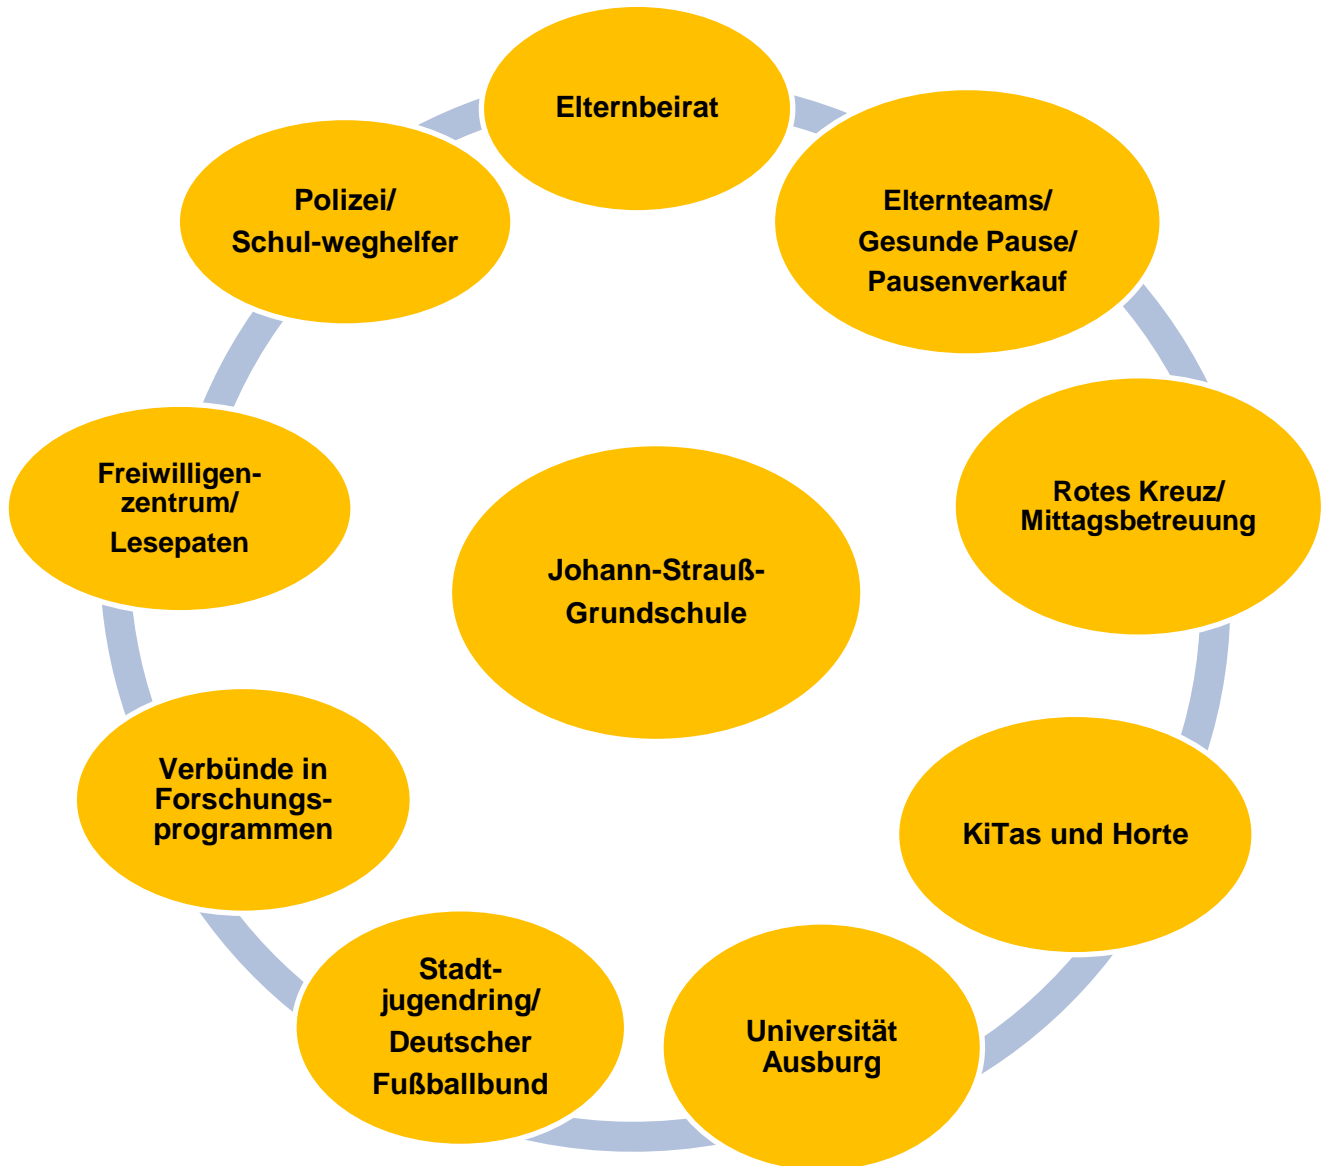 Elternbeirat
Elternteams/
Gesunde Pause/
Pausenverkauf
Rotes Kreuz/
Mittagsbetreuung
KiTas und Horte
Universität
Ausburg
Stadt-
jugendring/
Deutscher
Fußballbund
Verbünde in
Forschungs-
programmen
Freiwilligen-
zentrum/
Lesepaten
Polizei/
Schul-weghelfer
Johann-Strauß-
Grundschule